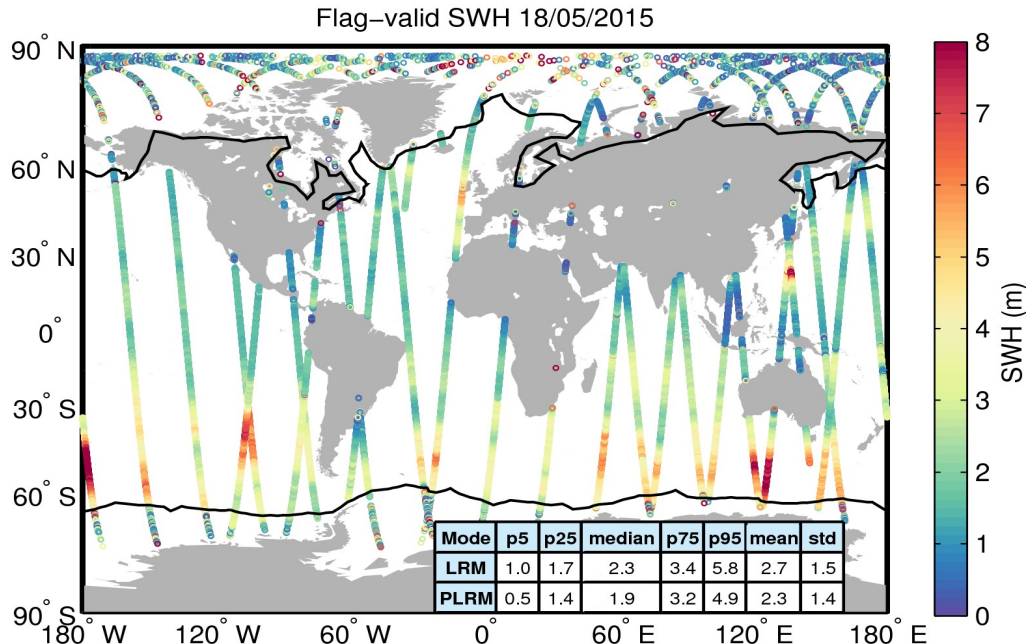 Flag-valid SWH 18/05/2015
90° N
60° N
30° N
0°
30° S
60° S
90° S
180° W
120° W
60° W
0°
60° E
120° E
180° E
8
7
6
5
4
3
2
1
0
SWH (m)
Mode p5 p25 median p75 p95 mean std
LRM 1.0 1.7 2.3 3.4 5.8 2.7 1.5
PLRM 0.5 1.4 1.9 3.2 4.9 2.3 1.4